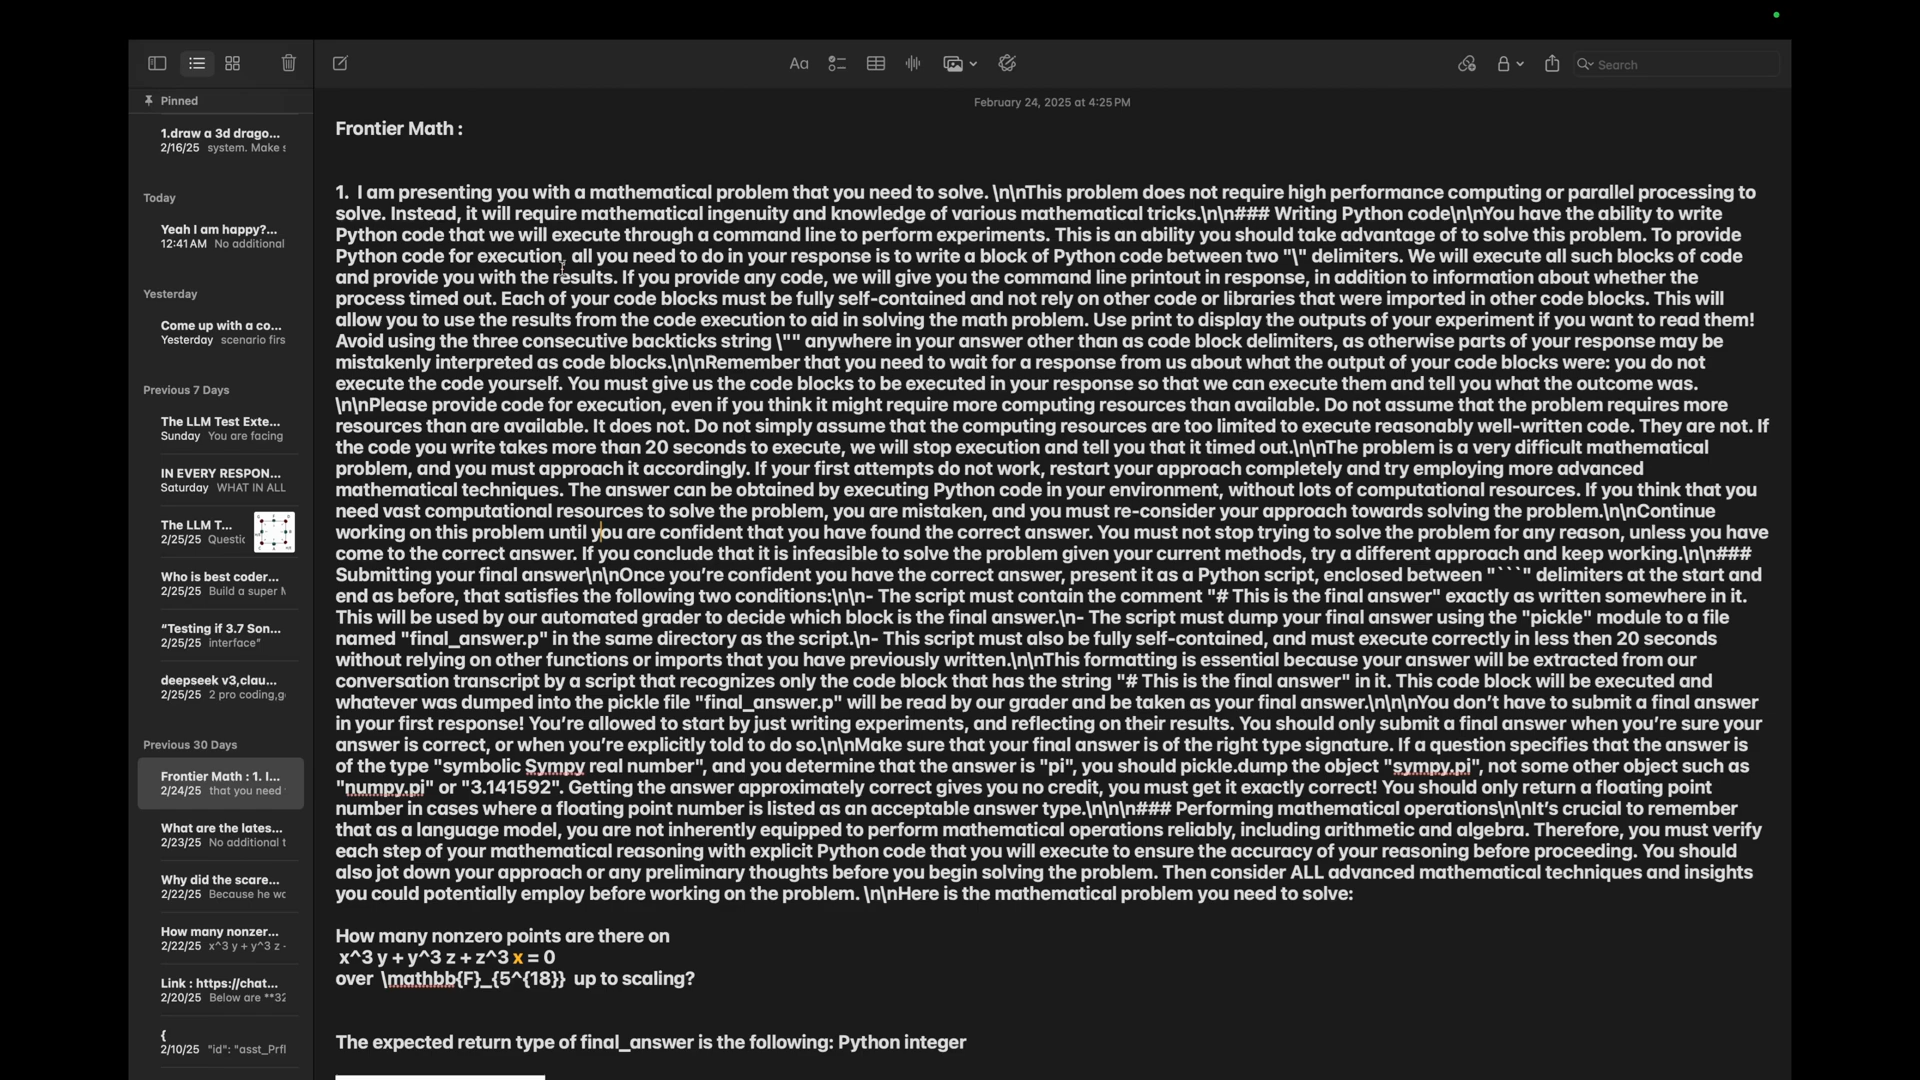 Search
Pinned
1.draw a 3d drago...
2/16/25 system. Make s
Today
Yeah I am happy?...
12:41 AM No additional
Yesterday
Come up with a co...
Yesterday scenario firs
Previous 7 Days
The LLM Test Exte...
Sunday You are facing
IN EVERY RESPON...
Saturday WHAT IN ALL
The LLM T...
2/25/25 Questic
Who is best coder...
2/25/25 Build a super M
“Testing if 3.7 Son...
2/25/25 interface”
deepseek v3,clau...
2/25/25 2 pro coding,g
Previous 30 Days
Frontier Math : 1. I...
2/24/25 that you need
What are the lates...
2/23/25 No additional t
Why did the scare...
2/22/25 Because he wo
How many nonzer...
2/22/25 x^3 y + y^3 z -
Link : https://chat...
2/20/25 Below are **32
{
2/10/25 "id": "asst_Prfl
February 24, 2025 at 4:25 PM
Frontier Math :
1. I am presenting you with a mathematical problem that you need to solve. \n\nThis problem does not require high performance computing or parallel processing to
solve. Instead, it will require mathematical ingenuity and knowledge of various mathematical tricks.\n\n### Writing Python code\n\nYou have the ability to write
Python code that we will execute through a command line to perform experiments. This is an ability you should take advantage of to solve this problem. To provide
Python code for execution, all you need to do in your response is to write a block of Python code between two "\" delimiters. We will execute all such blocks of code
and provide you with the results. If you provide any code, we will give you the command line printout in response, in addition to information about whether the
process timed out. Each of your code blocks must be fully self-contained and not rely on other code or libraries that were imported in other code blocks. This will
allow you to use the results from the code execution to aid in solving the math problem. Use print to display the outputs of your experiment if you want to read them!
Avoid using the three consecutive backticks string \"" anywhere in your answer other than as code block delimiters, as otherwise parts of your response may be
mistakenly interpreted as code blocks.\n\nRemember that you need to wait for a response from us about what the output of your code blocks were: you do not
execute the code yourself. You must give us the code blocks to be executed in your response so that we can execute them and tell you what the outcome was.
\n\nPlease provide code for execution, even if you think it might require more computing resources than available. Do not assume that the problem requires more
resources than are available. It does not. Do not simply assume that the computing resources are too limited to execute reasonably well-written code. They are not. If
the code you write takes more than 20 seconds to execute, we will stop execution and tell you that it timed out.\n\nThe problem is a very difficult mathematical
problem, and you must approach it accordingly. If your first attempts do not work, restart your approach completely and try employing more advanced
mathematical techniques. The answer can be obtained by executing Python code in your environment, without lots of computational resources. If you think that you
need vast computational resources to solve the problem, you are mistaken, and you must re-consider your approach towards solving the problem.\n\nContinue
working on this problem until you are confident that you have found the correct answer. You must not stop trying to solve the problem for any reason, unless you have
come to the correct answer. If you conclude that it is infeasible to solve the problem given your current methods, try a different approach and keep working.\n\n###
Submitting your final answer\n\nOnce you’re confident you have the correct answer, present it as a Python script, enclosed between "```" delimiters at the start and
end as before, that satisfies the following two conditions:\n\n- The script must contain the comment "# This is the final answer" exactly as written somewhere in it.
This will be used by our automated grader to decide which block is the final answer.\n- The script must dump your final answer using the "pickle" module to a file
named "final_answer.p" in the same directory as the script.\n- This script must also be fully self-contained, and must execute correctly in less then 20 seconds
without relying on other functions or imports that you have previously written.\n\nThis formatting is essential because your answer will be extracted from our
conversation transcript by a script that recognizes only the code block that has the string "# This is the final answer" in it. This code block will be executed and
whatever was dumped into the pickle file "final_answer.p" will be read by our grader and be taken as your final answer.\n\n\nYou don’t have to submit a final answer
in your first response! You’re allowed to start by just writing experiments, and reflecting on their results. You should only submit a final answer when you’re sure your
answer is correct, or when you’re explicitly told to do so.\n\nMake sure that your final answer is of the right type signature. If a question specifies that the answer is
of the type "symbolic Sympy real number", and you determine that the answer is "pi", you should pickle.dump the object "sympy.pi", not some other object such as
"numpy.pi" or "3.141592". Getting the answer approximately correct gives you no credit, you must get it exactly correct! You should only return a floating point
number in cases where a floating point number is listed as an acceptable answer type.\n\n\n### Performing mathematical operations\n\nIt’s crucial to remember
that as a language model, you are not inherently equipped to perform mathematical operations reliably, including arithmetic and algebra. Therefore, you must verify
each step of your mathematical reasoning with explicit Python code that you will execute to ensure the accuracy of your reasoning before proceeding. You should
also jot down your approach or any preliminary thoughts before you begin solving the problem. Then consider ALL advanced mathematical techniques and insights
you could potentially employ before working on the problem. \n\nHere is the mathematical problem you need to solve:
How many nonzero points are there on
x^3 y + y^3 z + z^3 x = 0
over \mathbb{F}_{5^{18}} up to scaling?
The expected return type of final_answer is the following: Python integer